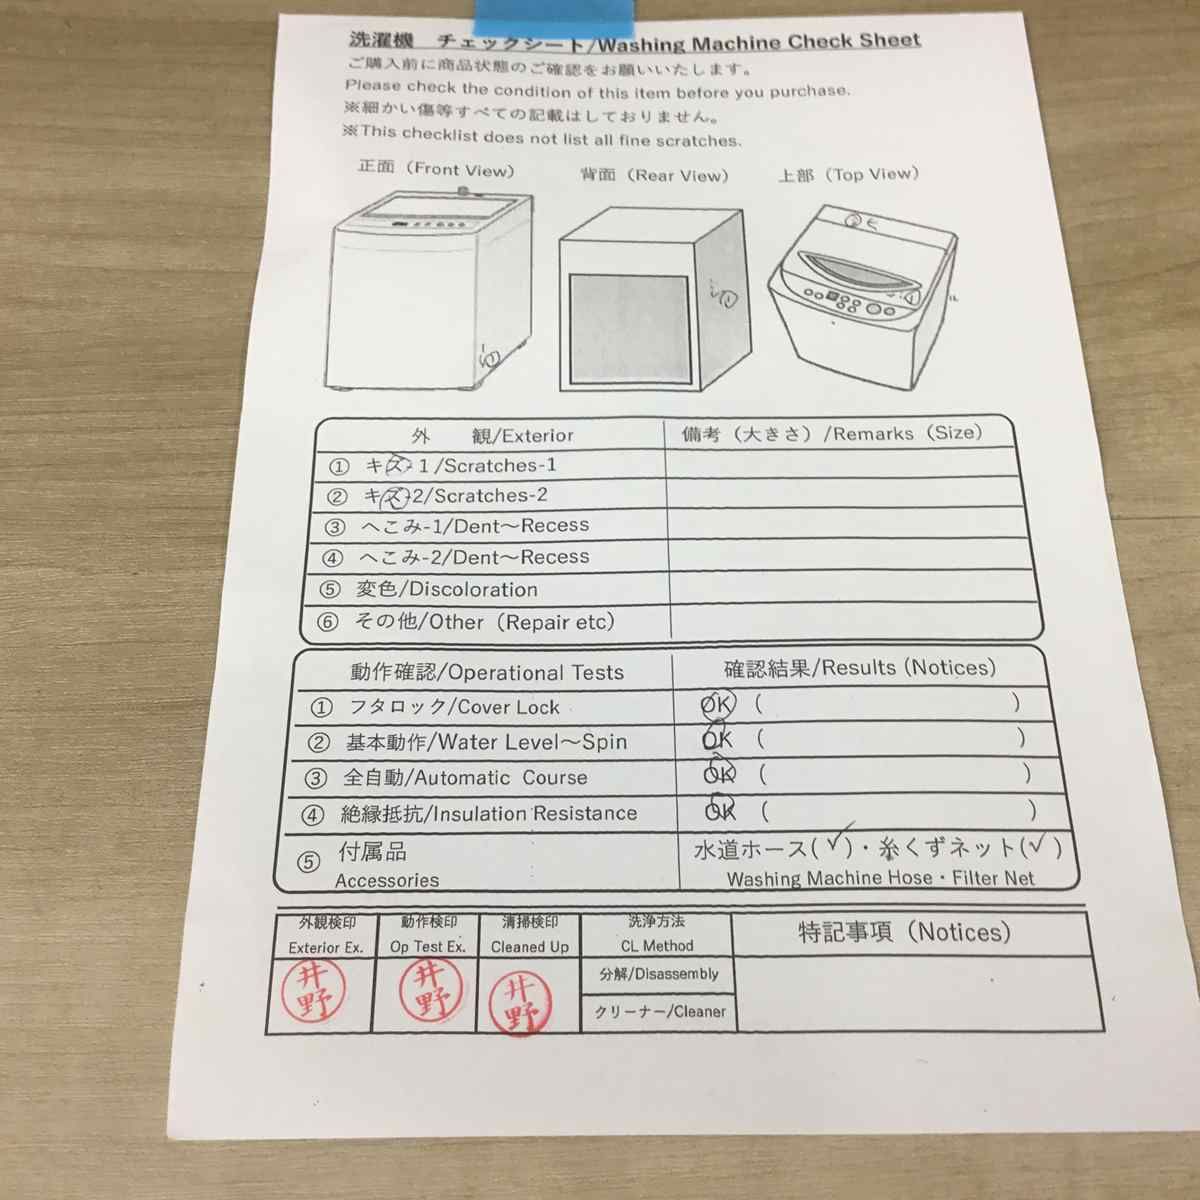 洗濯機　チェックシート/Washing Machine Check Sheet
ご購入前に商品状態のご確認をお願いいたします。
Please check the condition of this item before you purchase.
※細かい傷等すべての記載はしておりません。
※This checklist does not list all fine scratches.
正面（Front View）　背面（Rear View）　上部（Top View）
外　観/Exterior　備考（大きさ）/Remarks（Size）
① キズ-1/Scratches-1
② キズ-2/Scratches-2
③ へこみ-1/Dent～Recess
④ へこみ-2/Dent～Recess
⑤ 変色/Discoloration
⑥ その他/Other（Repair etc）
動作確認/Operational Tests　確認結果/Results (Notices)
① フタロック/Cover Lock　OK（　）
② 基本動作/Water Level～Spin　OK（　）
③ 全自動/Automatic Course　OK（　）
④ 絶縁抵抗/Insulation Resistance　OK（　）
⑤ 付属品　水道ホース(✓)・糸くずネット(✓)
Accessories　Washing Machine Hose・Filter Net
外観検印　動作検印　清掃検印　洗浄方法　特記事項（Notices）
Exterior Ex.　Op Test Ex.　Cleaned Up　CL Method
井野　井野　井野　分解/Disassembly
クリーナー/Cleaner